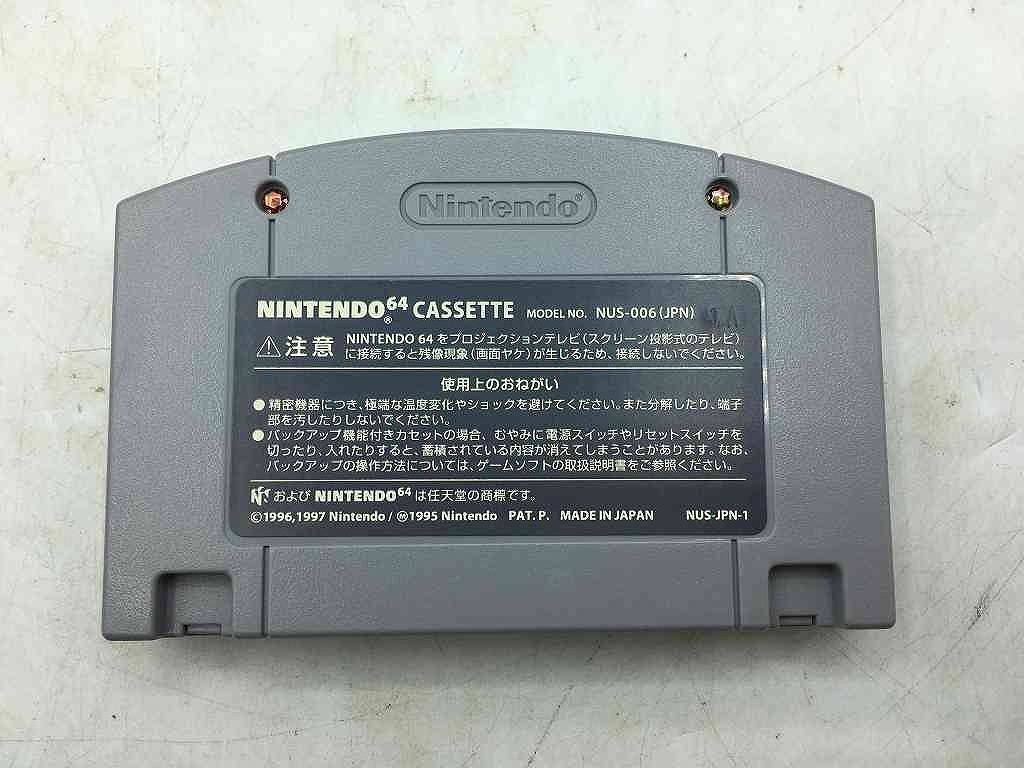 Nintendo®
NINTENDO64® CASSETTE MODEL NO. NUS-006(JPN)
⚠注意 NINTENDO 64 をプロジェクションテレビ(スクリーン投影式のテレビ)
に接続すると残像現象(画面ヤケ)が生じるため、接続しないでください。
使用上のおねがい
●精密機器につき、極端な温度変化やショックを避けてください。また分解したり、端子
部を汚したりしないでください。
●バックアップ機能付きカセットの場合、むやみに電源スイッチやリセットスイッチを
切ったり、入れたりすると、蓄積されている内容が消えてしまうことがあります。なお、
バックアップの操作方法については、ゲームソフトの取扱説明書をご参照ください。
および NINTENDO64 は任天堂の商標です。
©1996,1997 Nintendo / Ⓜ1995 Nintendo PAT. P. MADE IN JAPAN NUS-JPN-1